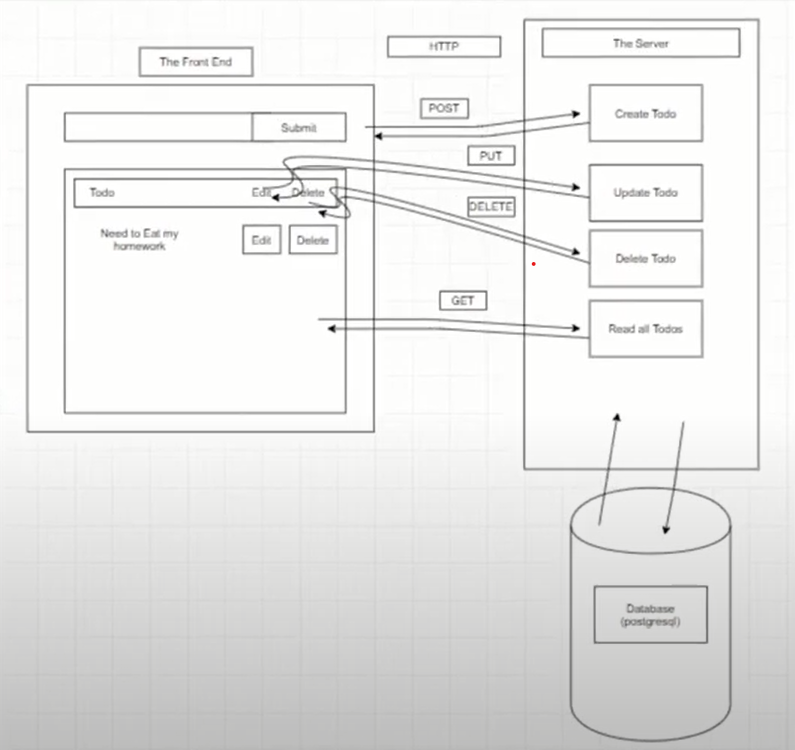 The Front End
HTTP
The Server
Submit
POST
Create Todo
PUT
Todo Edit Delete
Update Todo
DELETE
Need to Eat my
homework
Edit Delete
Delete Todo
GET
Read all Todos
Database
(postgresql)